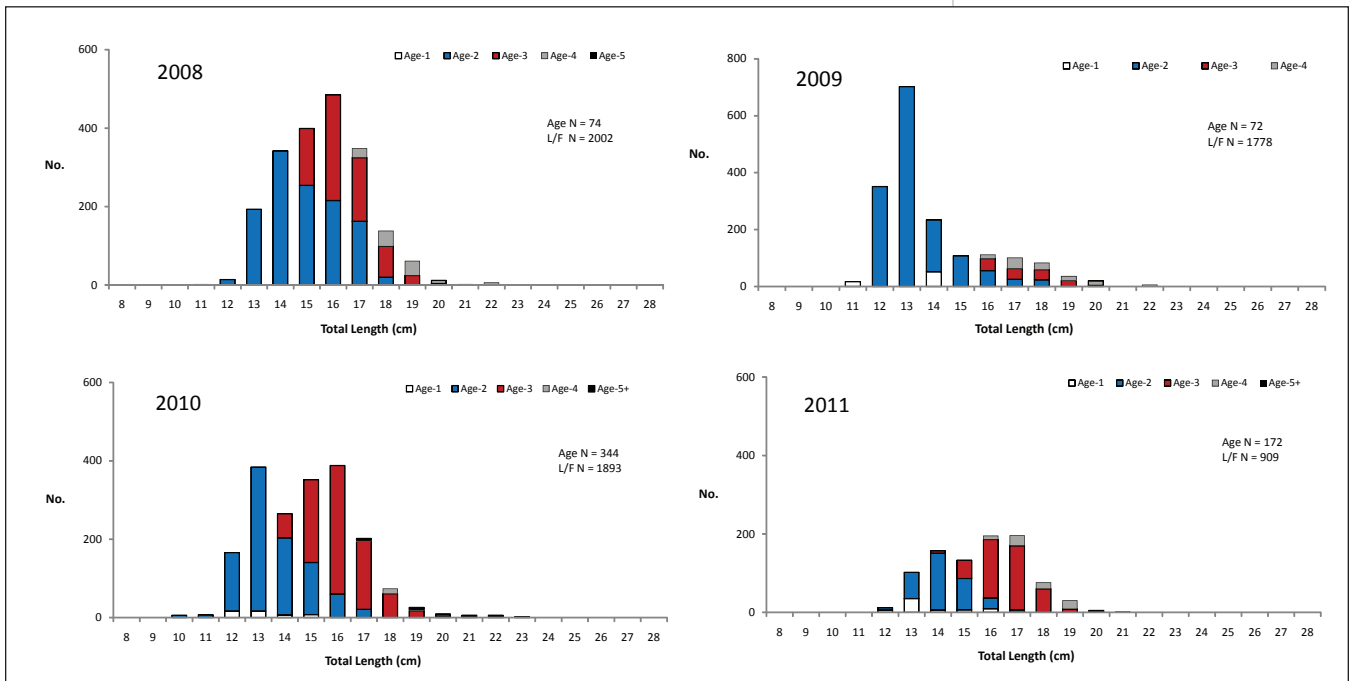 600
400
200
0
No.
2008
Age-1 Age-2 Age-3 Age-4 Age-5
Age N = 74
L/F N = 2002
8 9 10 11 12 13 14 15 16 17 18 19 20 21 22 23 24 25 26 27 28
Total Length (cm)
800
600
400
200
0
No.
2009
Age-1 Age-2 Age-3 Age-4
Age N = 72
L/F N = 1778
8 9 10 11 12 13 14 15 16 17 18 19 20 21 22 23 24 25 26 27 28
Total Length (cm)
600
400
200
0
No.
2010
Age-1 Age-2 Age-3 Age-4 Age-5+
Age N = 344
L/F N = 1893
8 9 10 11 12 13 14 15 16 17 18 19 20 21 22 23 24 25 26 27 28
Total Length (cm)
600
400
200
0
No.
2011
Age-1 Age-2 Age-3 Age-4 Age-5+
Age N = 172
L/F N = 909
8 9 10 11 12 13 14 15 16 17 18 19 20 21 22 23 24 25 26 27 28
Total Length (cm)